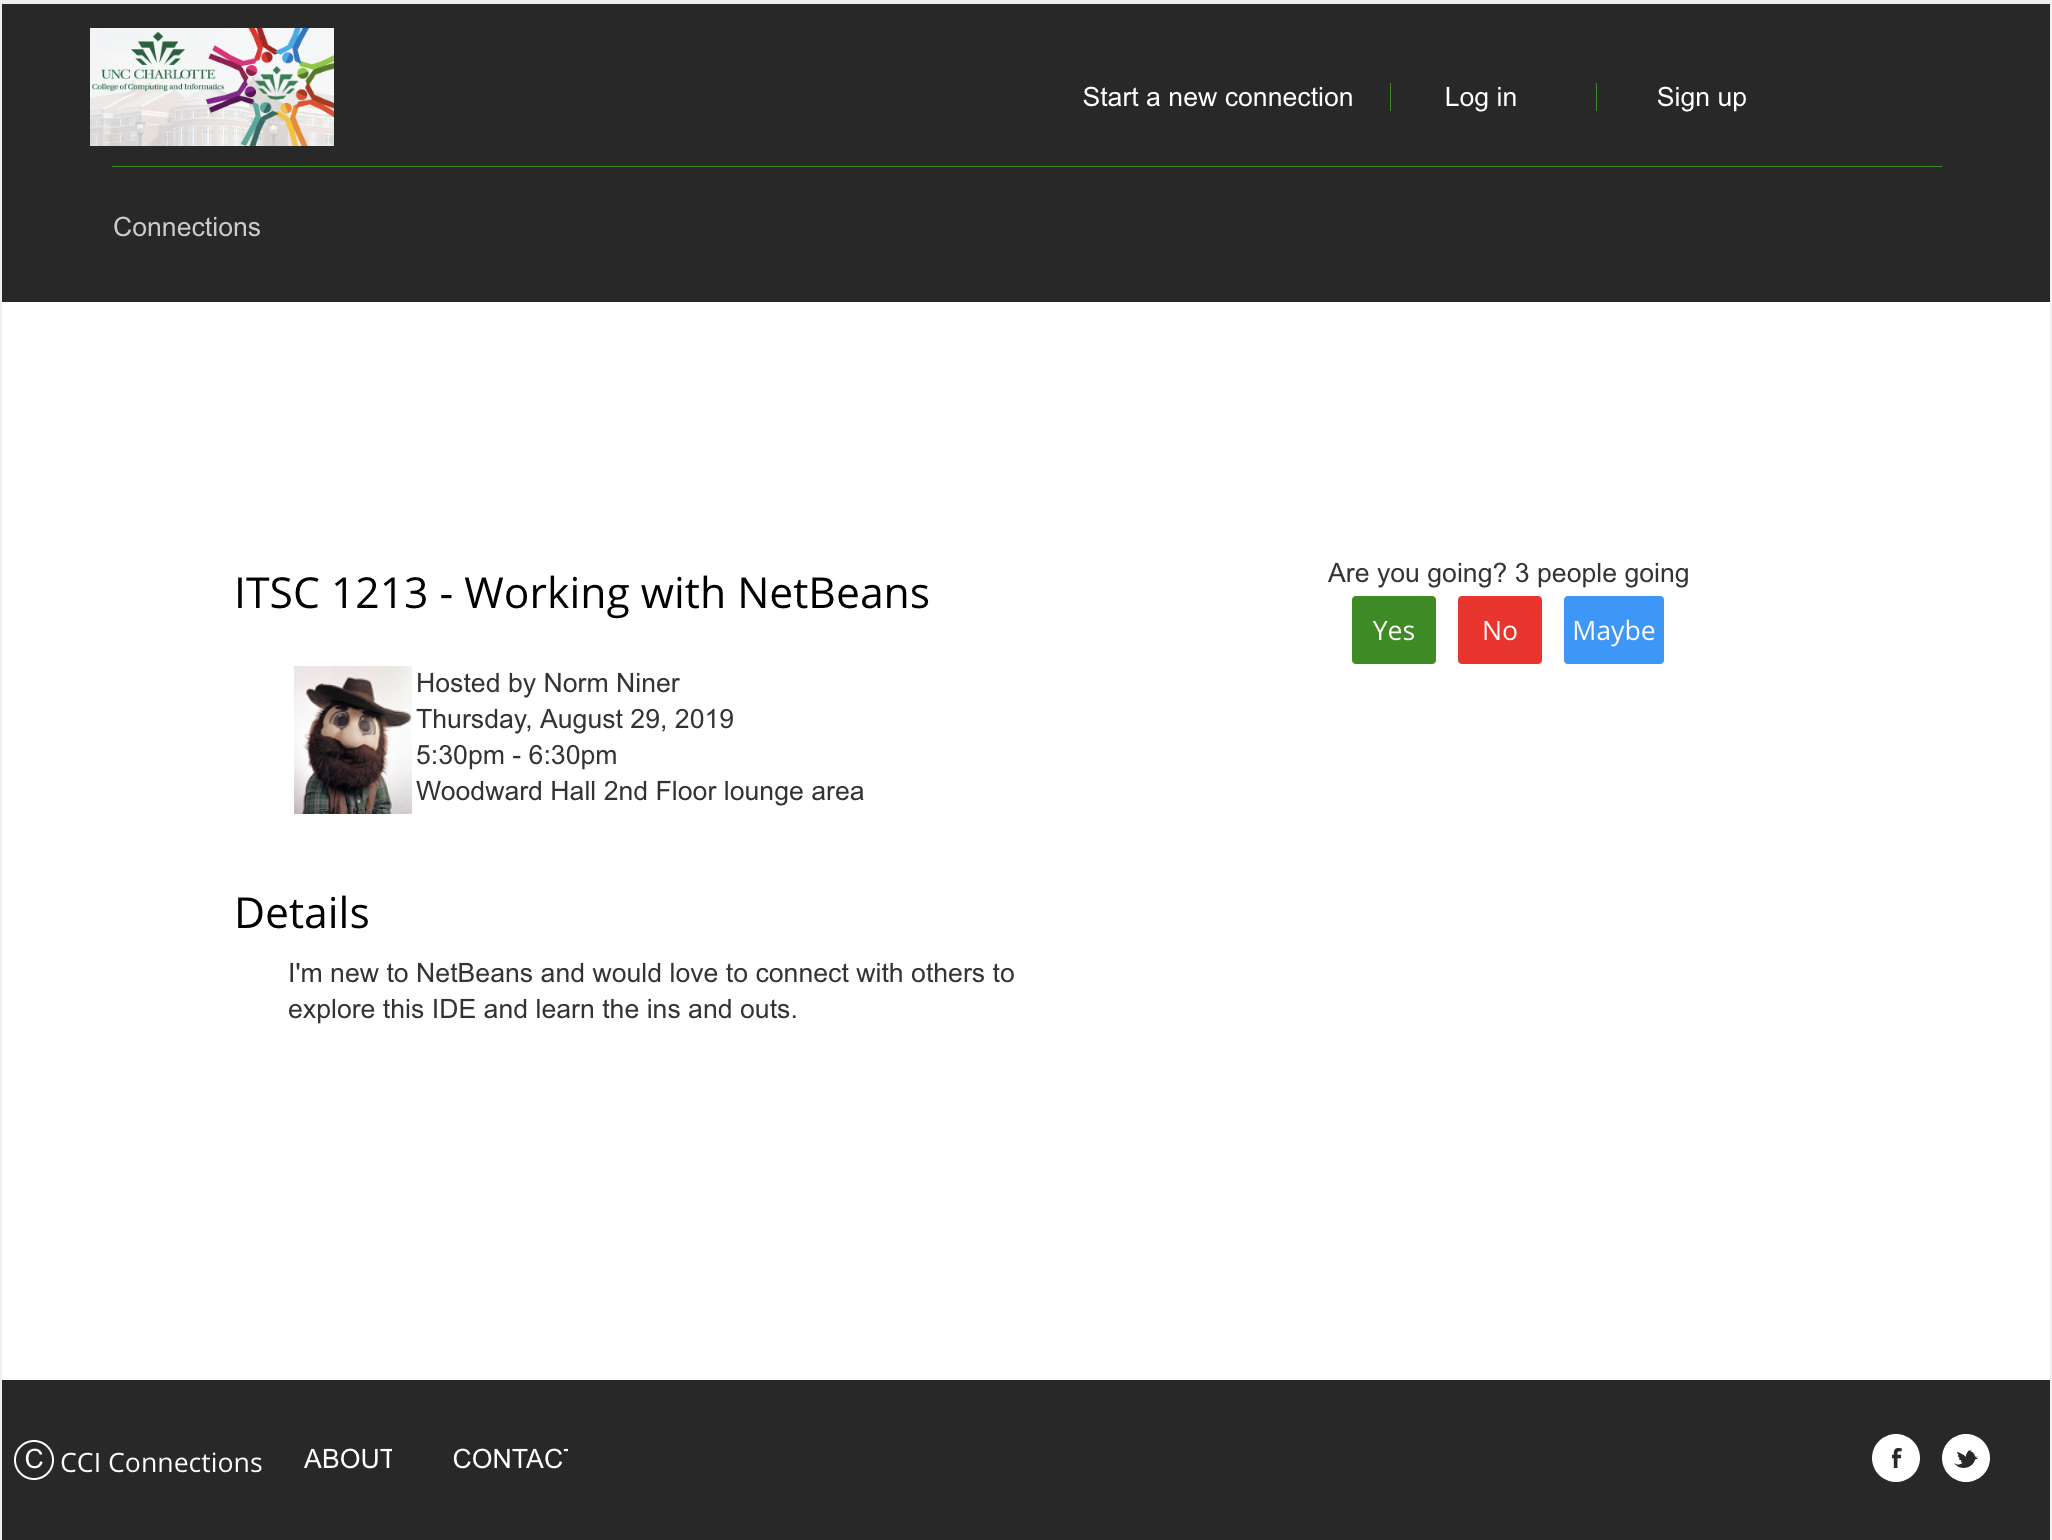 UNC CHARLOTTE
College of Computing and Informatics
Start a new connection
Log in
Sign up
Connections
ITSC 1213 - Working with NetBeans
Are you going? 3 people going
Yes
No
Maybe
Hosted by Norm Niner
Thursday, August 29, 2019
5:30pm - 6:30pm
Woodward Hall 2nd Floor lounge area
Details
I'm new to NetBeans and would love to connect with others to
explore this IDE and learn the ins and outs.
© CCI Connections
ABOUT
CONTACT
f